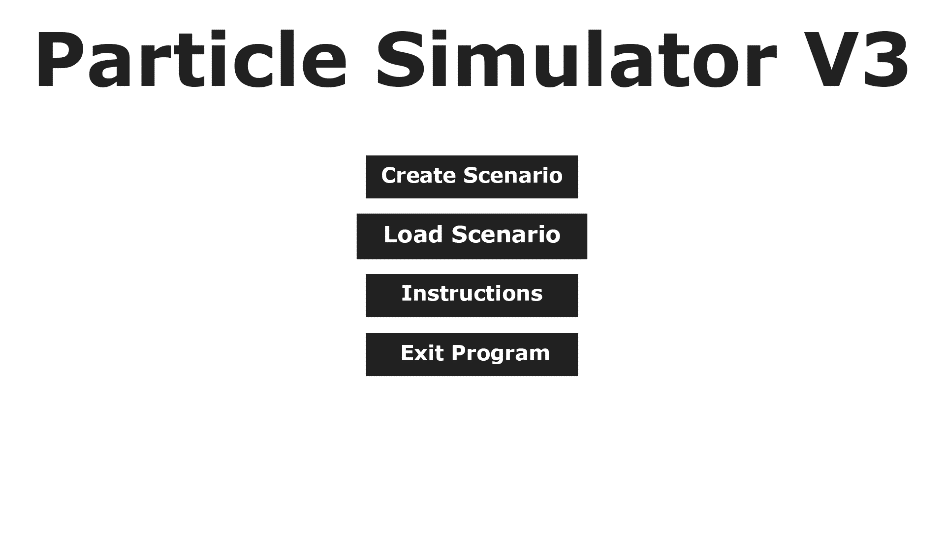 Particle Simulator V3
Create Scenario
Load Scenario
Instructions
Exit Program